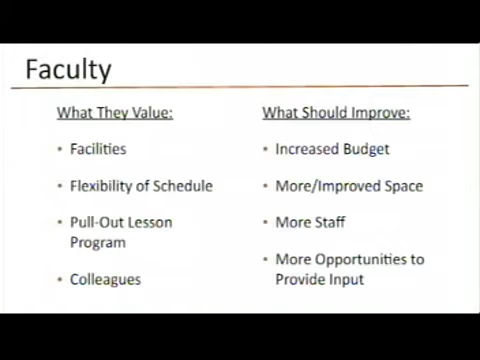 Faculty
What They Value:
• Facilities
• Flexibility of Schedule
• Pull-Out Lesson
Program
• Colleagues
What Should Improve:
• Increased Budget
• More/Improved Space
• More Staff
• More Opportunities to
Provide Input